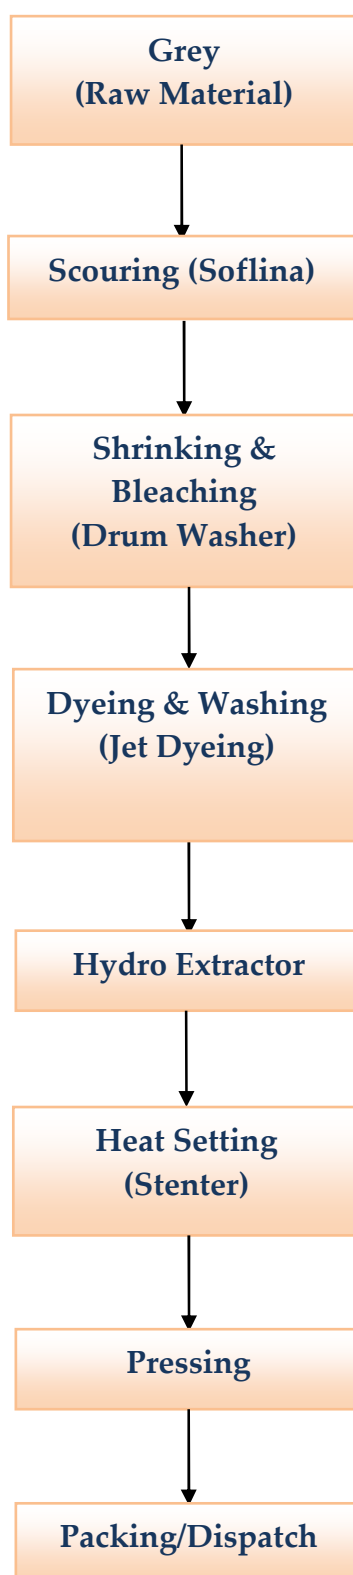 Grey
(Raw Material)
Scouring (Soflina)
Shrinking &
Bleaching
(Drum Washer)
Dyeing & Washing
(Jet Dyeing)
Hydro Extractor
Heat Setting
(Stenter)
Pressing
Packing/Dispatch